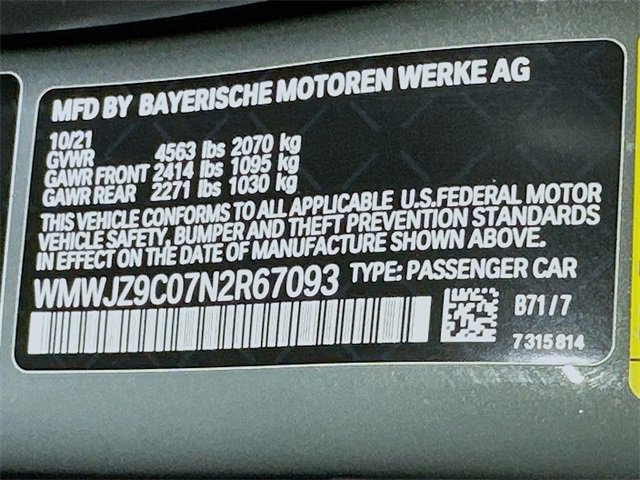 MFD BY BAYERISCHE MOTOREN WERKE AG
10/21
GVWR 4563 lbs 2070 kg
GAWR FRONT 2414 lbs 1095 kg
GAWR REAR 2271 lbs 1030 kg
THIS VEHICLE CONFORMS TO ALL APPLICABLE U.S.FEDERAL MOTOR
VEHICLE SAFETY, BUMPER AND THEFT PREVENTION STANDARDS
IN EFFECT ON THE DATE OF MANUFACTURE SHOWN ABOVE.
WMWJZ9C07N2R67093 TYPE: PASSENGER CAR
B71/7
7315814